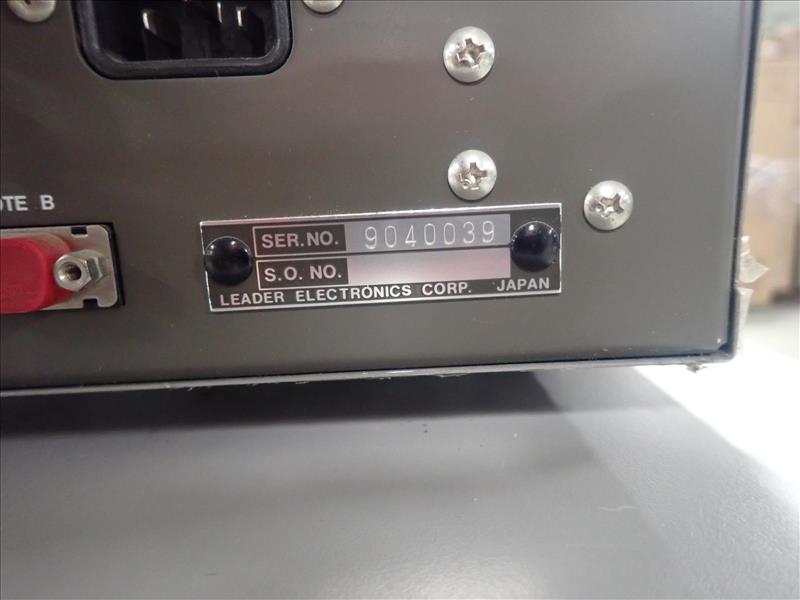 OTE B
SER.NO. 9040039
S.O. NO.
LEADER ELECTRONICS CORP. JAPAN